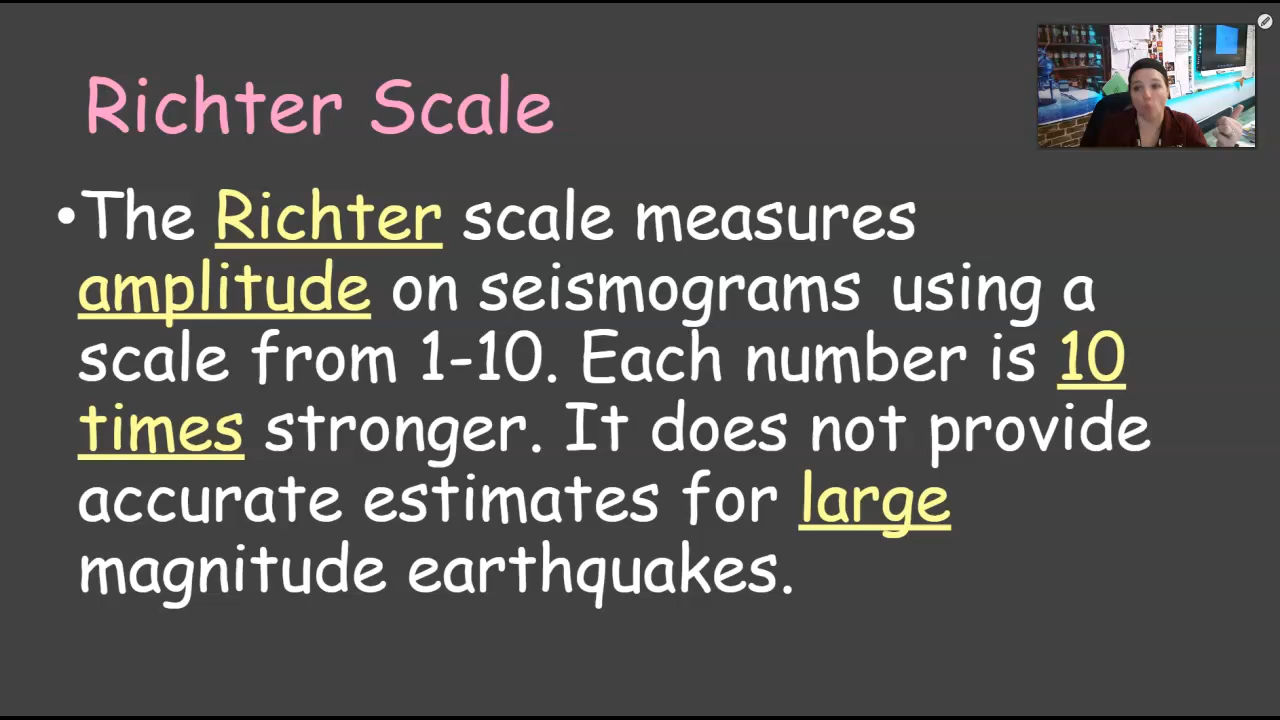 Richter Scale
•The Richter scale measures
amplitude on seismograms using a
scale from 1-10. Each number is 10
times stronger. It does not provide
accurate estimates for large
magnitude earthquakes.